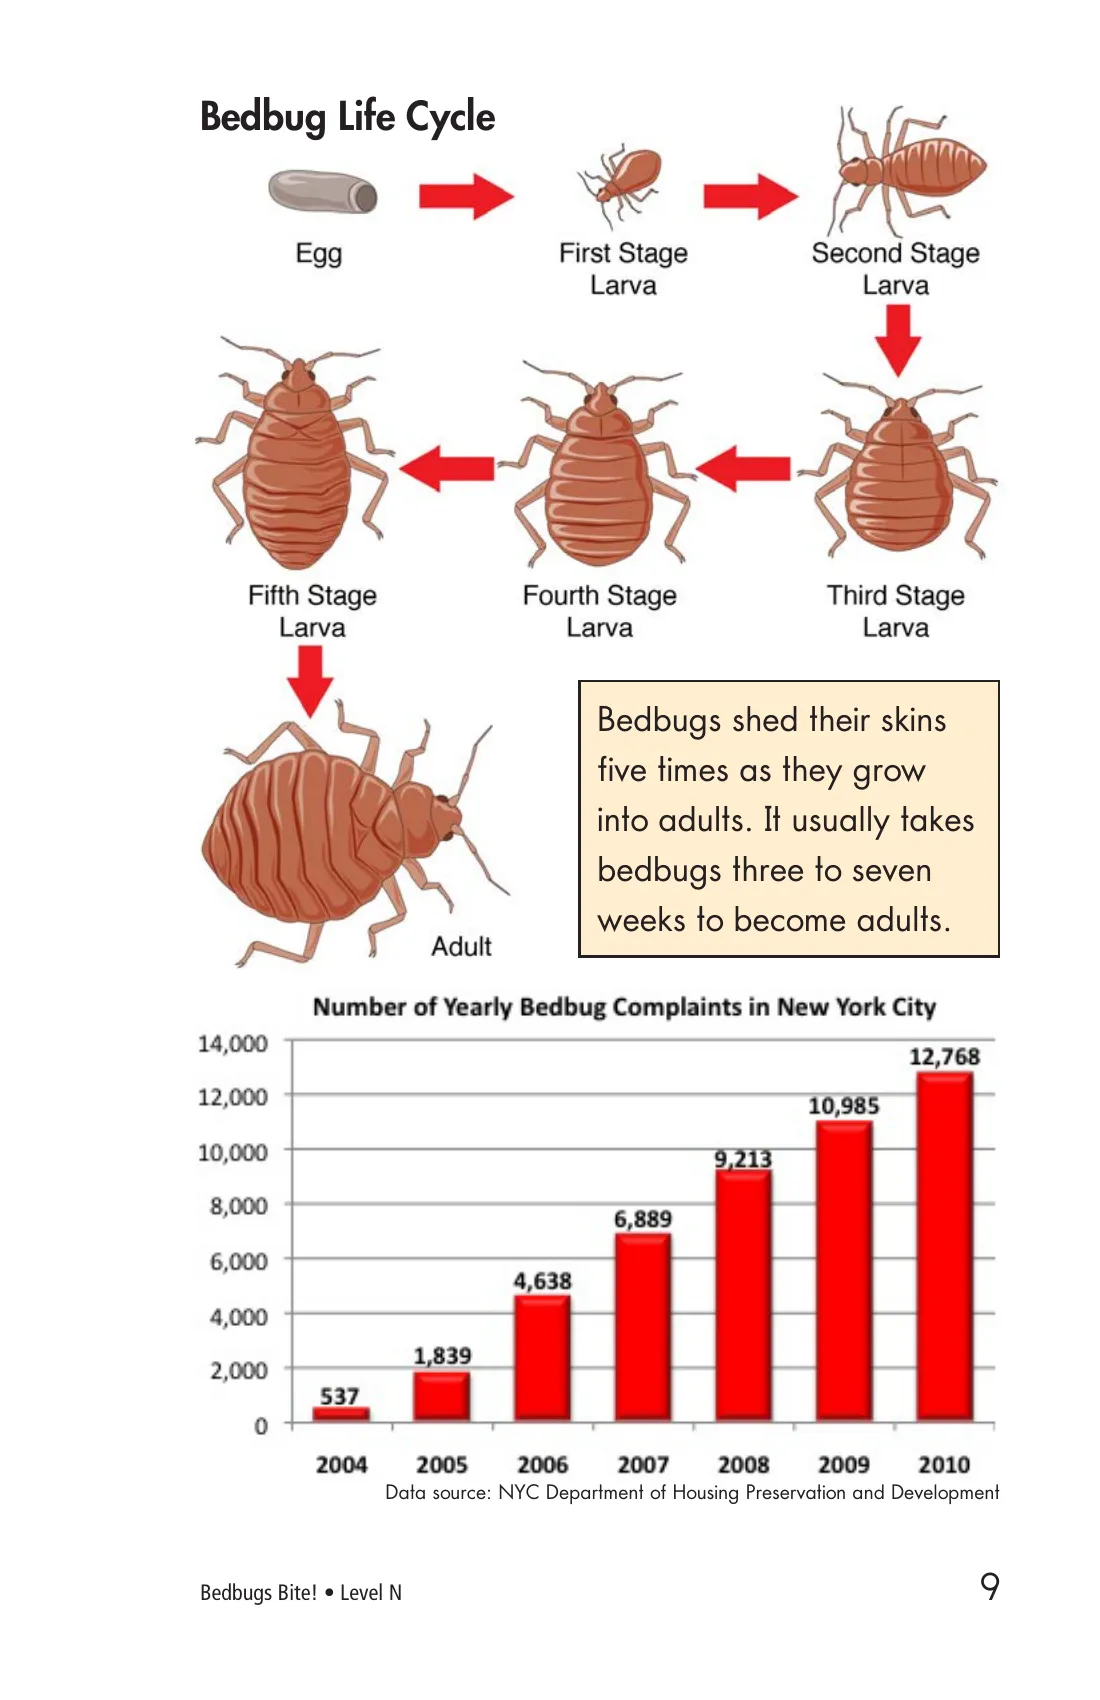 Bedbug Life Cycle
Egg
First Stage
Larva
Second Stage
Larva
Fifth Stage
Larva
Fourth Stage
Larva
Third Stage
Larva
Adult
Bedbugs shed their skins
five times as they grow
into adults. It usually takes
bedbugs three to seven
weeks to become adults.
Number of Yearly Bedbug Complaints in New York City
14,000
12,000
10,000
8,000
6,000
4,000
2,000
0
537
1,839
4,638
6,889
9,213
10,985
12,768
2004 2005 2006 2007 2008 2009 2010
Data source: NYC Department of Housing Preservation and Development
Bedbugs Bite! • Level N 9